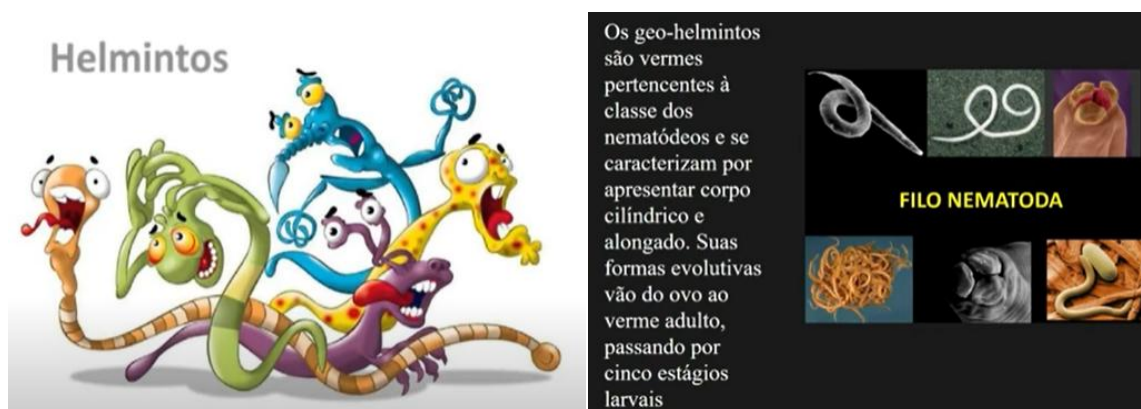 Helmintos
Os geo-helmintos
são vermes
pertencentes à
classe dos
nematódeos e se
caracterizam por
apresentar corpo
cilíndrico e
alongado. Suas
formas evolutivas
vão do ovo ao
verme adulto,
passando por
cinco estágios
larvais
FILO NEMATODA